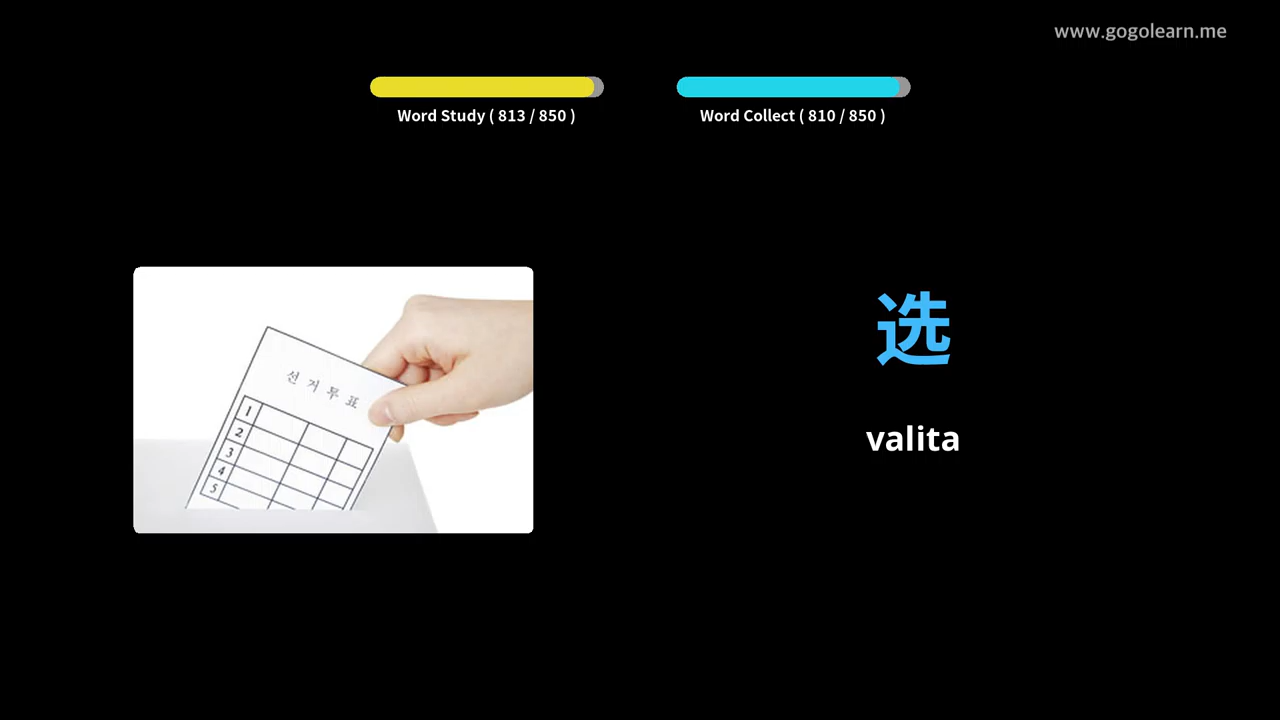 www.gogolearn.me
Word Study ( 813 / 850 )
Word Collect ( 810 / 850 )
선거투표
1
2
3
4
5
选
valita